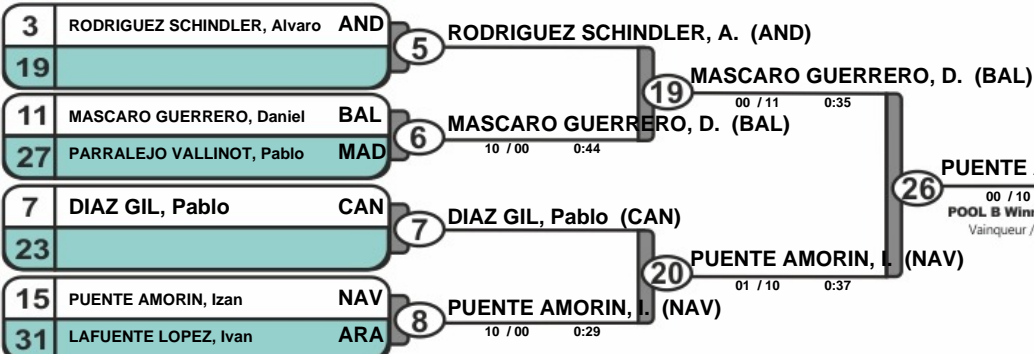 3 RODRIGUEZ SCHINDLER, Alvaro AND
19
5 RODRIGUEZ SCHINDLER, A. (AND)
11 MASCARO GUERRERO, Daniel BAL
27 PARRALEJO VALLINOT, Pablo MAD
6 MASCARO GUERRERO, D. (BAL)
10 / 00 0:44
19 MASCARO GUERRERO, D. (BAL)
00 / 11 0:35
7 DIAZ GIL, Pablo CAN
23
7 DIAZ GIL, Pablo (CAN)
15 PUENTE AMORIN, Izan NAV
31 LAFUENTE LOPEZ, Ivan ARA
8 PUENTE AMORIN, I. (NAV)
10 / 00 0:29
20 PUENTE AMORIN, I. (NAV)
01 / 10 0:37
26 PUENTE
00 / 10
POOL B Winn
Vainqueur /